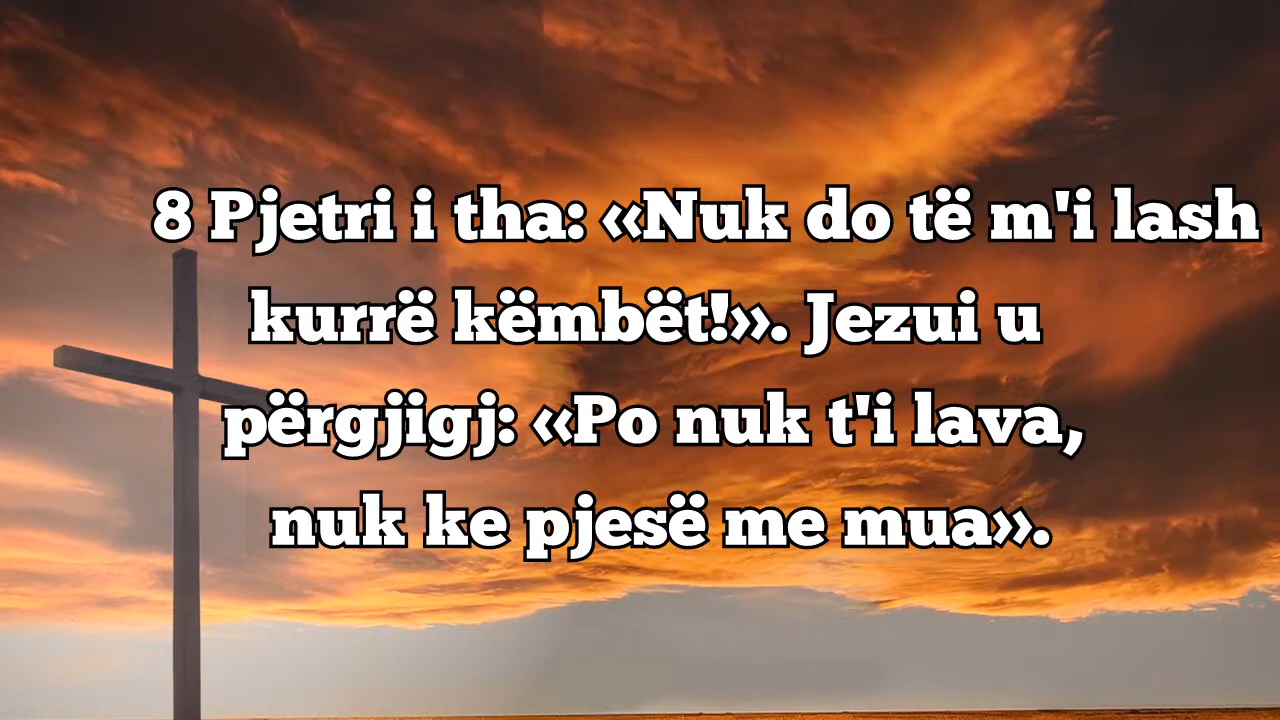 8 Pjetri i tha: «Nuk do të m'i lash
kurrë këmbët!». Jezui u
përgjigj: «Po nuk t'i lava,
nuk ke pjesë me mua».